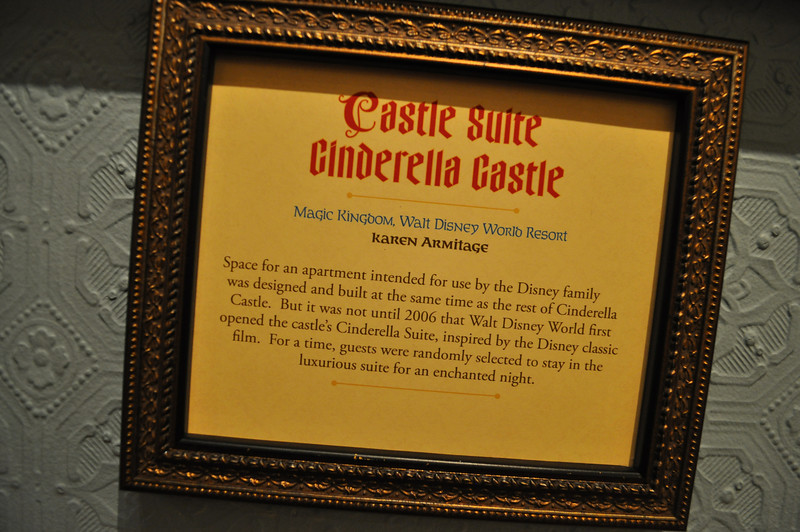 Castle Suite
Cinderella Castle
Magic Kingdom, Walt Disney World Resort
Karen Armitage
Space for an apartment intended for use by the Disney family
was designed and built at the same time as the rest of Cinderella
Castle. But it was not until 2006 that Walt Disney World first
opened the castle's Cinderella Suite, inspired by the Disney classic
film. For a time, guests were randomly selected to stay in the
luxurious suite for an enchanted night.